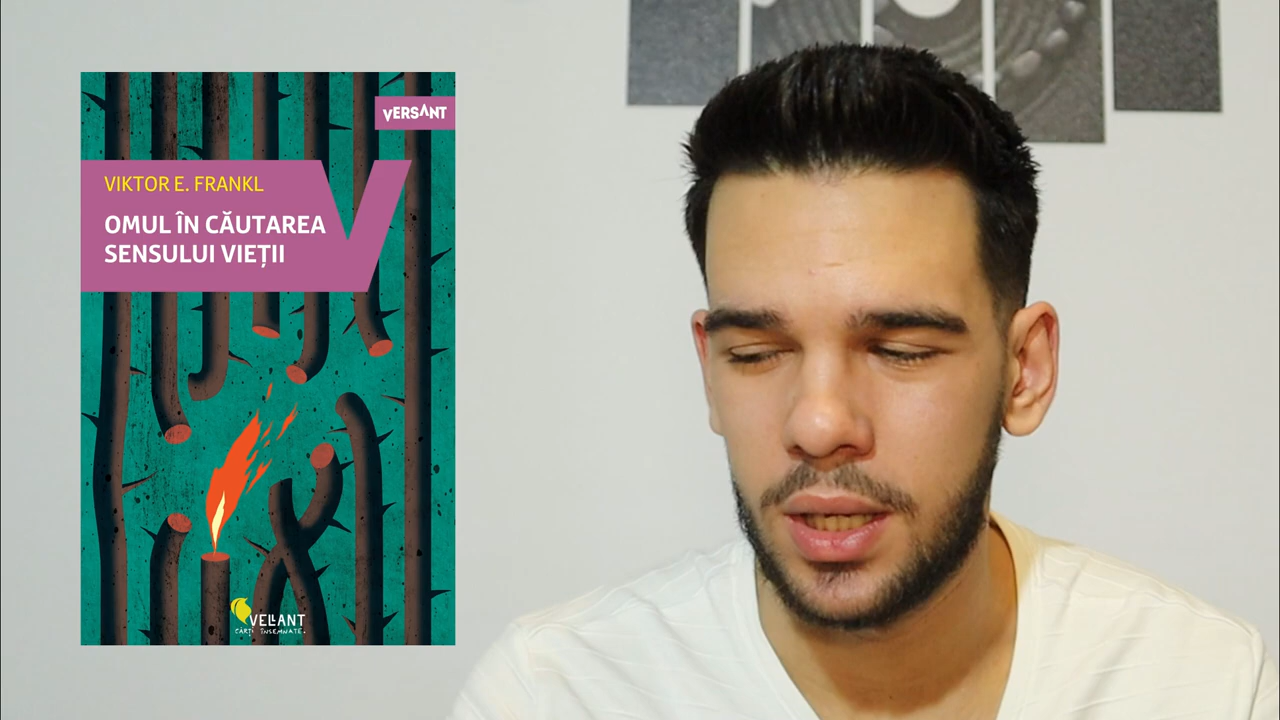 VERSANT
VIKTOR E. FRANKL
OMUL ÎN CĂUTAREA
SENSULUI VIEȚII
VELLANT
CĂRȚI ÎNSEMNATE.